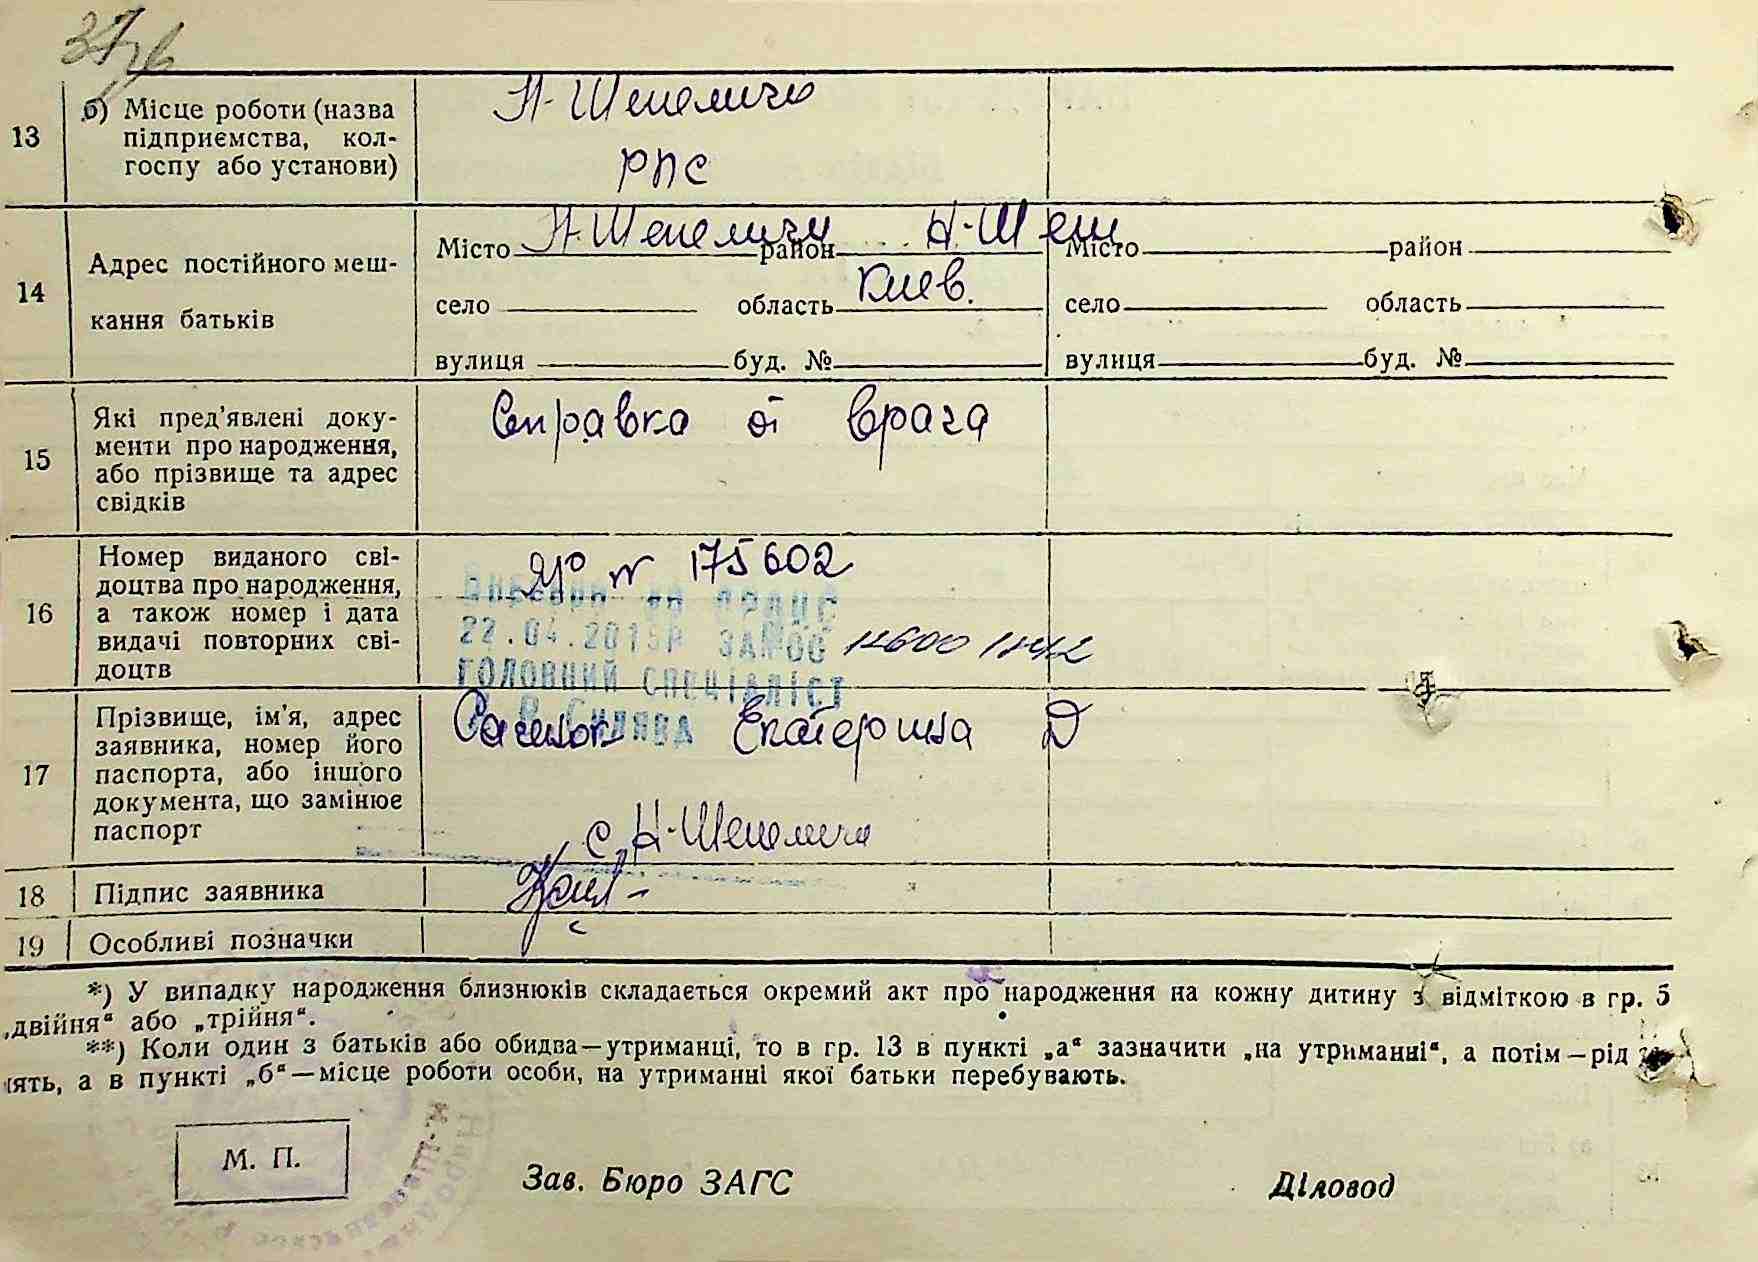 13
б) Місце роботи (назва
підприємства, кол-
госпу або установи)
Н-Шепеличи
РПС
14
Адрес постійного меш-
кання батьків
Місто Н-Шепеличи район Н-Шеп
село область Киев.
вулиця буд. №
Місто район
село область
вулиця буд. №
15
Які пред'явлені доку-
менти про народження,
або прізвище та адрес
свідків
Справка от врача
16
Номер виданого сві-
доцтва про народження,
а також номер і дата
видачі повторних сві-
доцтв
N 175602
22.04.2015Р ЗАМОС
ГОЛОВНИЙ СПЕЦІАЛІСТ
17
Прізвище, ім'я, адрес
заявника, номер його
паспорта, або іншого
документа, що замінює
паспорт
Екатерина Д
с. Н-Шепеличи
18
Підпис заявника
19
Особливі позначки
*) У випадку народження близнюків складається окремий акт про народження на кожну дитину з відміткою в гр. 5
„двійня“ або „трійня“.
**) Коли один з батьків або обидва—утриманці, то в гр. 13 в пункті „а“ зазначити „на утриманні“, а потім—рід
ять, а в пункті „б“—місце роботи особи, на утриманні якої батьки перебувають.
М. П.
Зав. Бюро ЗАГС
Діловод